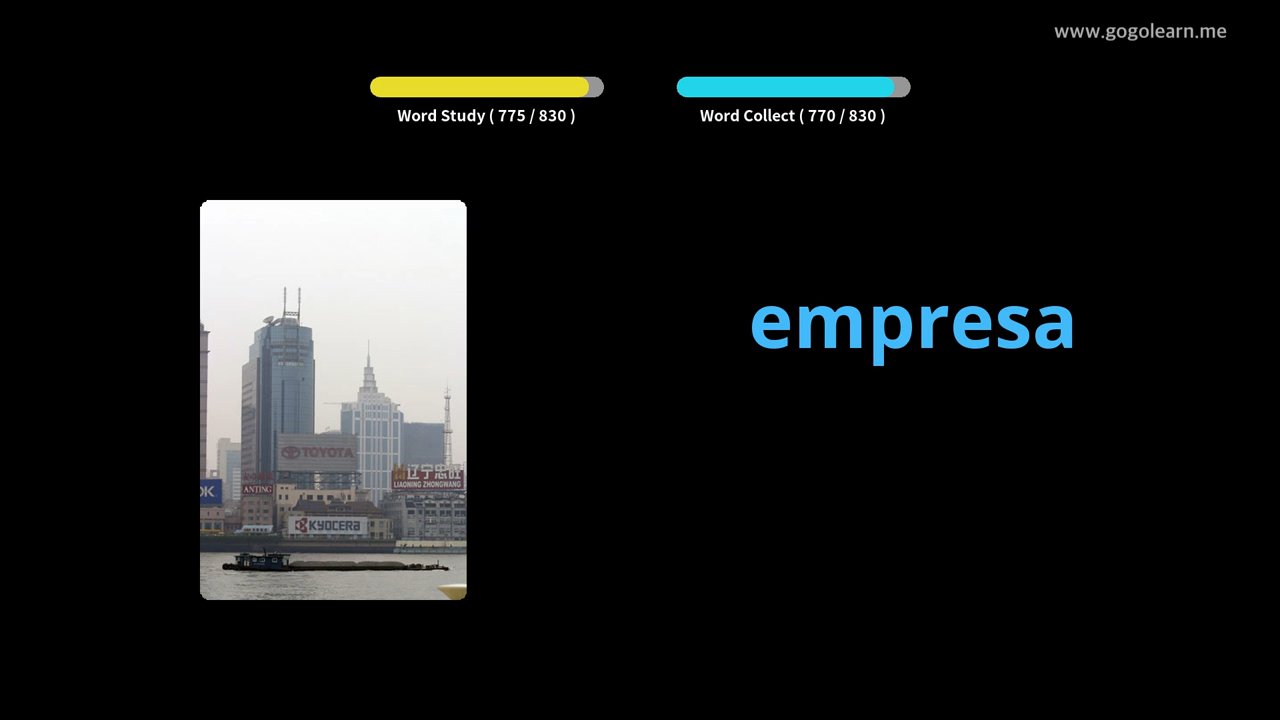 www.gogolearn.me
Word Study ( 775 / 830 )
Word Collect ( 770 / 830 )
empresa
TOYOTA
辽宁忠旺
LIAONING ZHONGWANG
OK
ANTING
KYOCERA